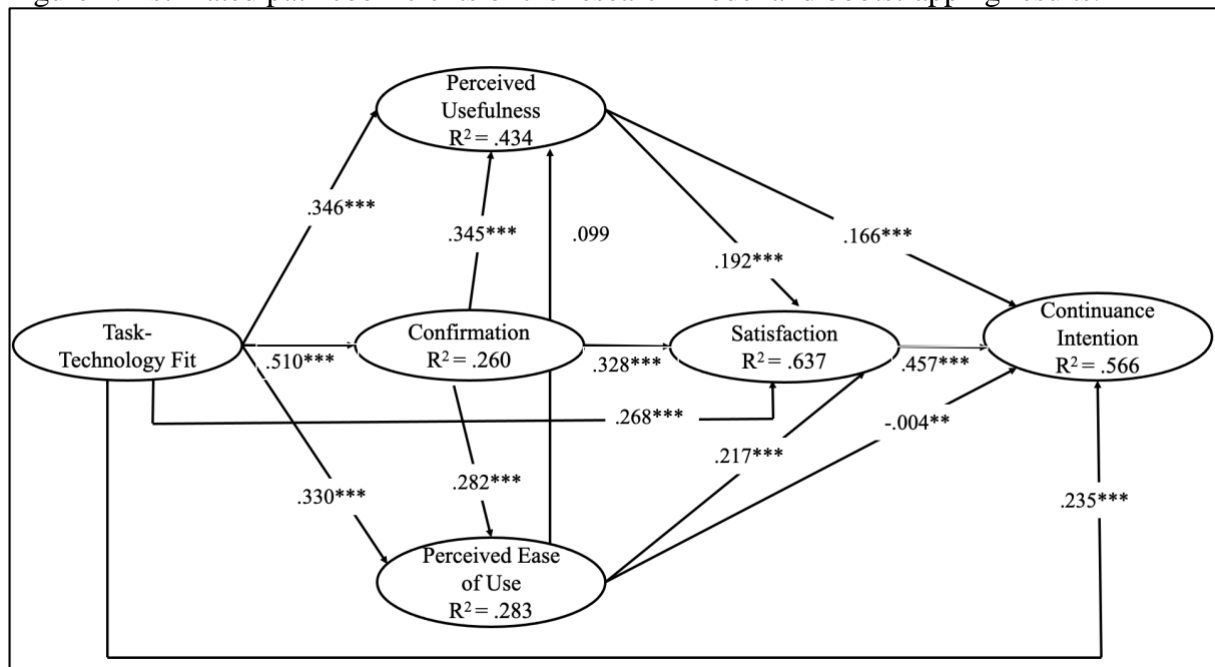 Perceived
Usefulness
R² = .434
.346***
.345***
.099
.192***
.166***
Task-
Technology Fit
.510***
Confirmation
R² = .260
.328***
Satisfaction
R² = .637
.457***
Continuance
Intention
R² = .566
.268***
-.004**
.217***
.282***
.330***
.235***
Perceived Ease
of Use
R² = .283